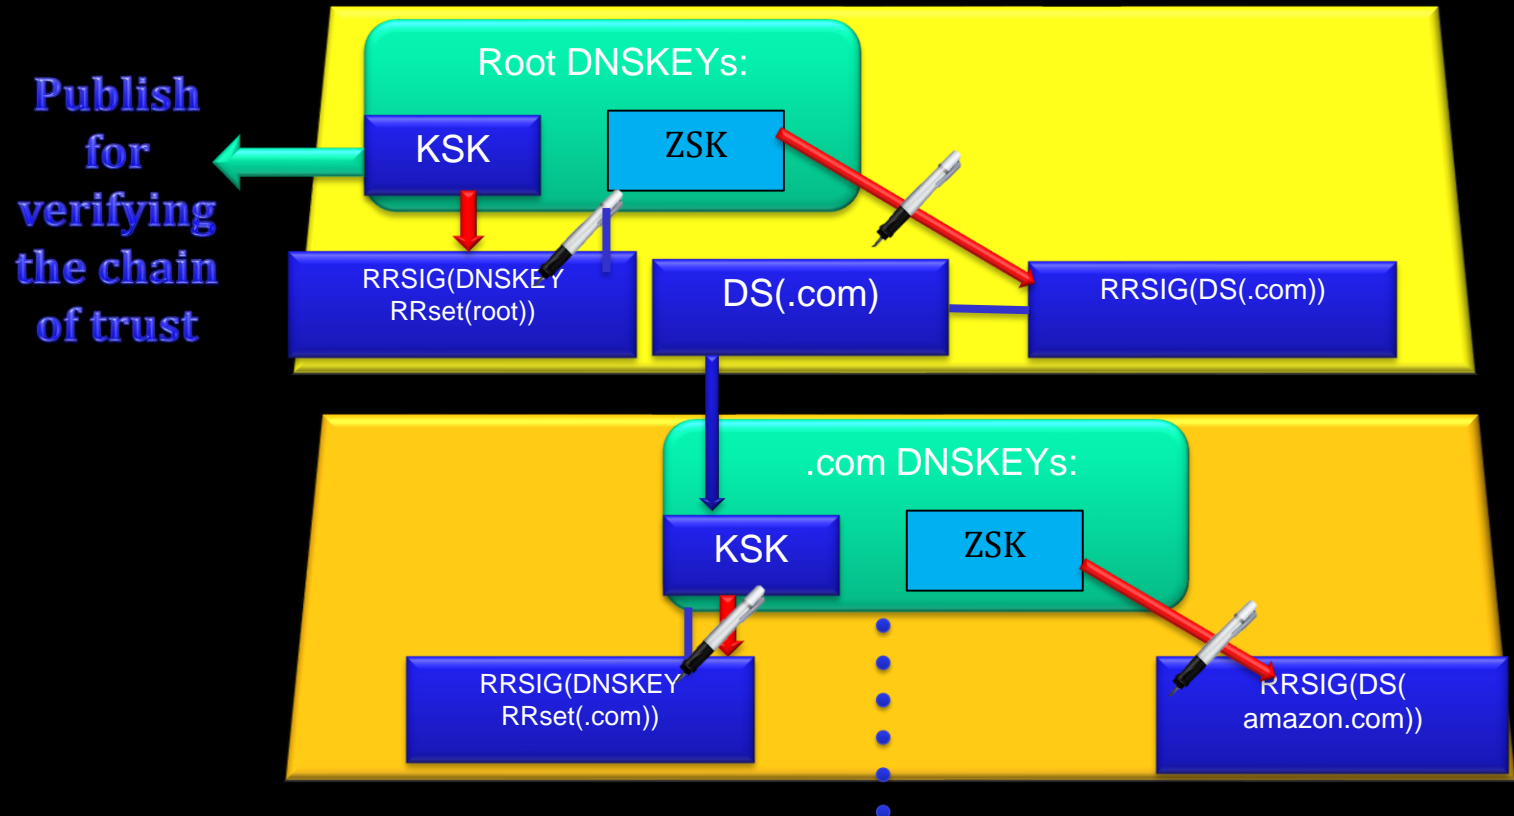 Publish
for
verifying
the chain
of trust
Root DNSKEYs:
KSK
ZSK
RRSIG(DNSKEY
RRset(root))
DS(.com)
RRSIG(DS(.com))
.com DNSKEYs:
KSK
ZSK
RRSIG(DNSKEY
RRset(.com))
RRSIG(DS(
amazon.com))